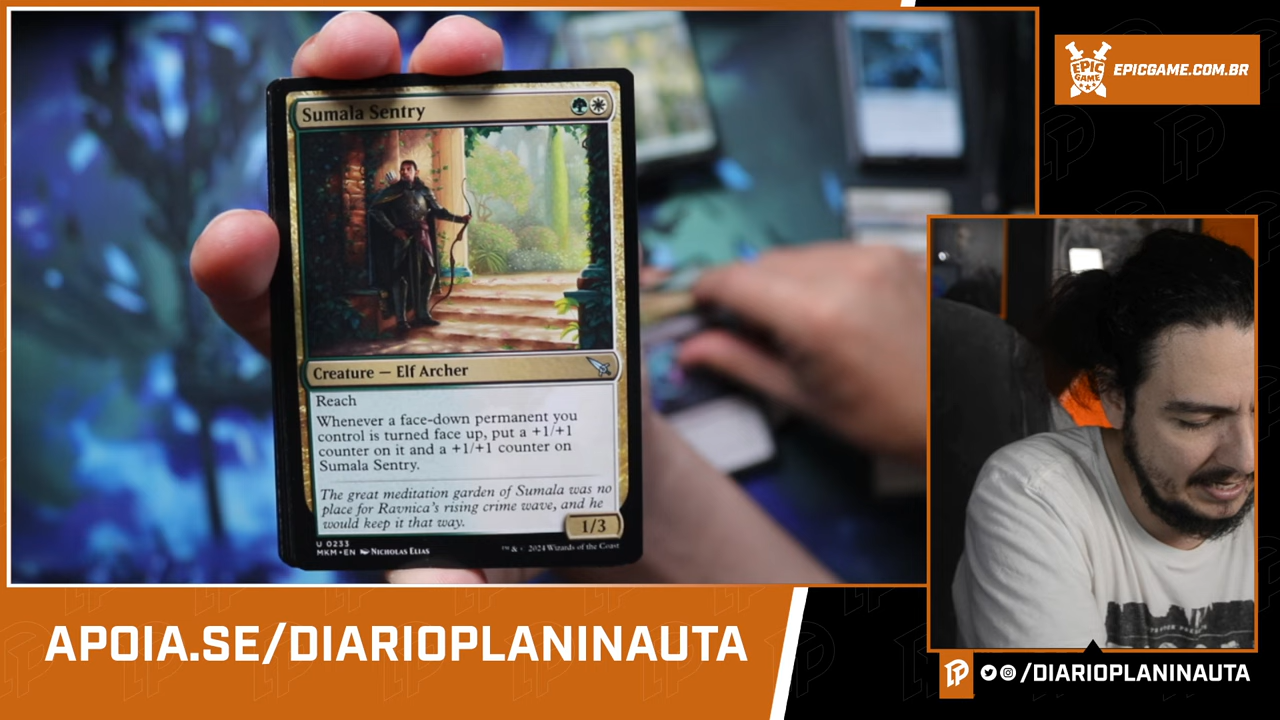 Sumala Sentry
Creature — Elf Archer
Reach
Whenever a face-down permanent you
control is turned face up, put a +1/+1
counter on it and a +1/+1 counter on
Sumala Sentry.
The great meditation garden of Sumala was no
place for Ravnica's rising crime wave, and he
would keep it that way.
1/3
U 0233
MKM • EN Nicholas Elias
™ & © 2024 Wizards of the Coast
EPIC
GAME
EPICGAME.COM.BR
APOIA.SE/DIARIOPLANINAUTA
/DIARIOPLANINAUTA